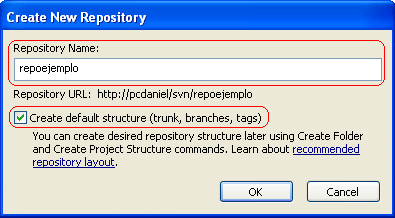 Create New Repository
Repository Name:
repoejemplo
Repository URL: http://pcdaniel/svn/repoejemplo
Create default structure (trunk, branches, tags)
You can create desired repository structure later using Create Folder
and Create Project Structure commands. Learn about recommended
repository layout.
OK Cancel